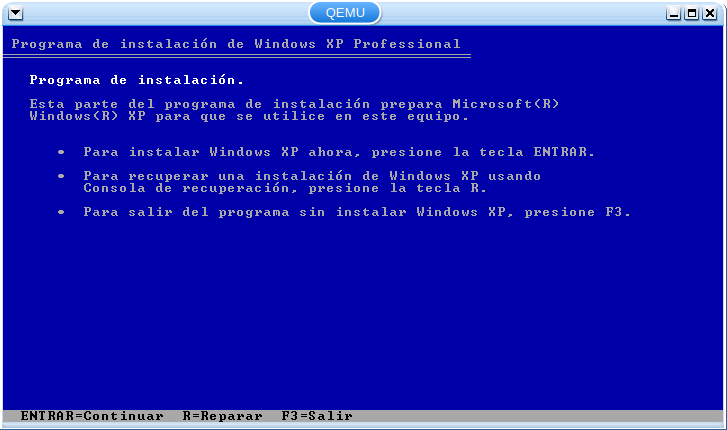 QEMU
Programa de instalación de Windows XP Professional
Programa de instalación.
Esta parte del programa de instalación prepara Microsoft(R)
Windows(R) XP para que se utilice en este equipo.
• Para instalar Windows XP ahora, presione la tecla ENTRAR.
• Para recuperar una instalación de Windows XP usando
Consola de recuperación, presione la tecla R.
• Para salir del programa sin instalar Windows XP, presione F3.
ENTRAR=Continuar R=Reparar F3=Salir